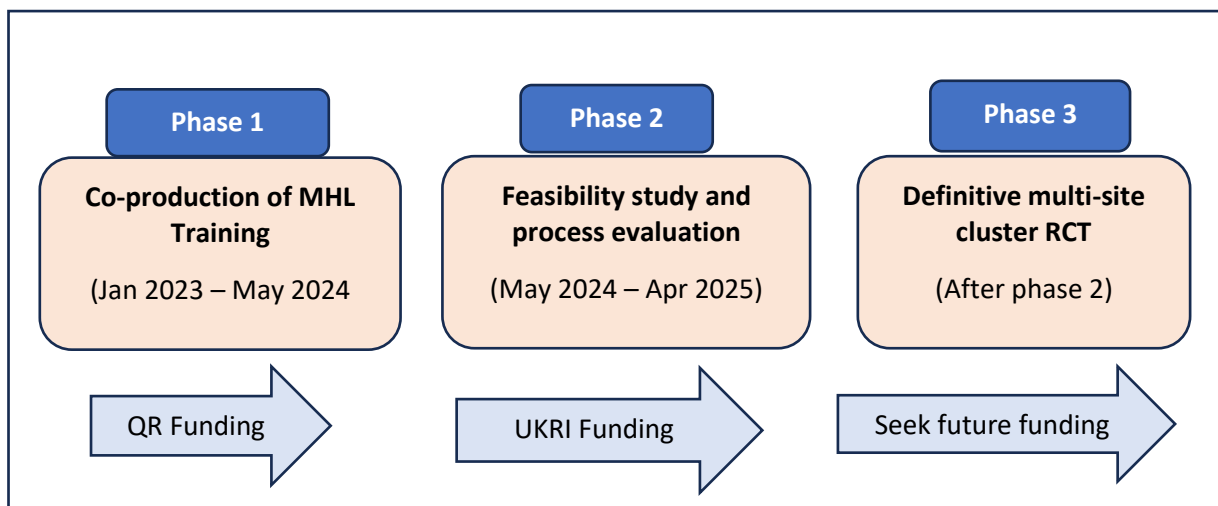 Phase 1
Co-production of MHL
Training
(Jan 2023 – May 2024
QR Funding
Phase 2
Feasibility study and
process evaluation
(May 2024 – Apr 2025)
UKRI Funding
Phase 3
Definitive multi-site
cluster RCT
(After phase 2)
Seek future funding